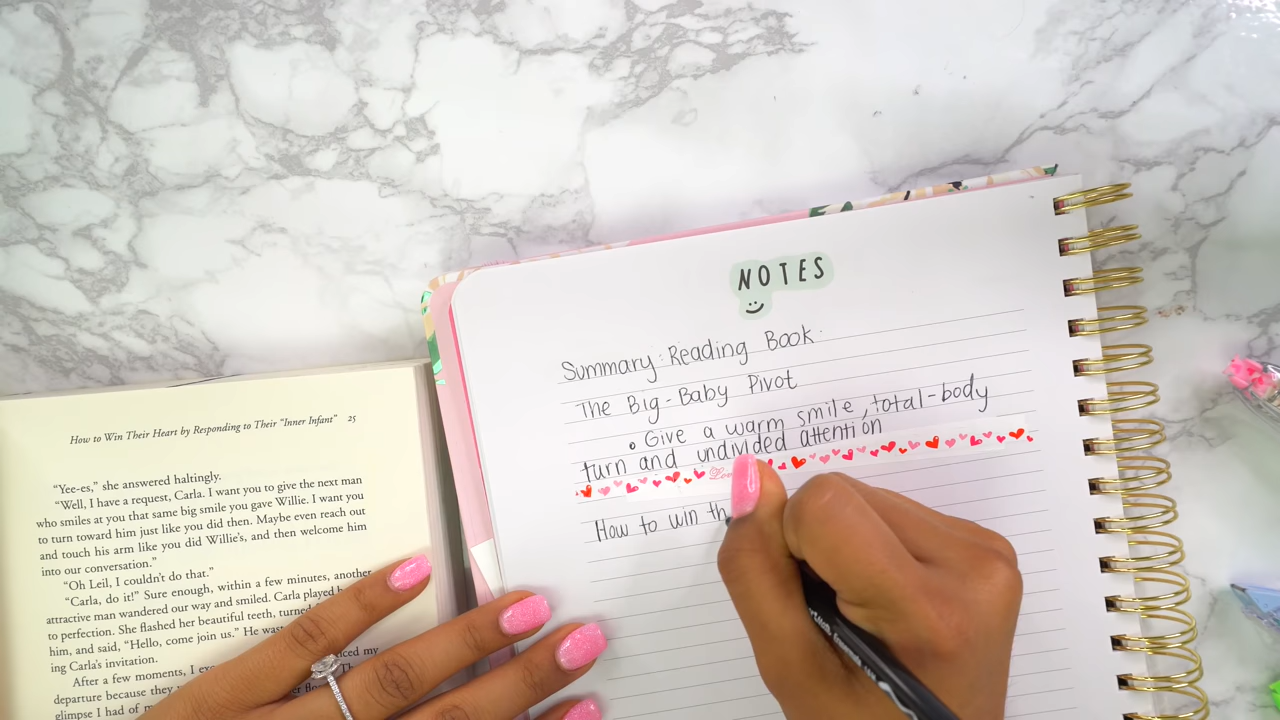 How to Win Their Heart by Responding to Their "Inner Infant" 25
"Yee-es," she answered haltingly.
"Well, I have a request, Carla. I want you to give the next man
who smiles at you that same big smile you gave Willie. I want you
to turn toward him just like you did then. Maybe even reach out
and touch his arm like you did Willie's, and then welcome him
into our conversation."
"Oh Leil, I couldn't do that."
"Carla, do it!" Sure enough, within a few minutes, another
attractive man wandered our way and smiled. Carla played
to perfection. She flashed her beautiful teeth, turned
him, and said, "Hello, come join us." He was
ing Carla's invitation.
After a few moments, I
departure because they
glimpse I had of
NOTES
Summary: Reading Book.
The Big-Baby Pivot
• Give a warm smile, total-body
turn and undivided attention
How to win th